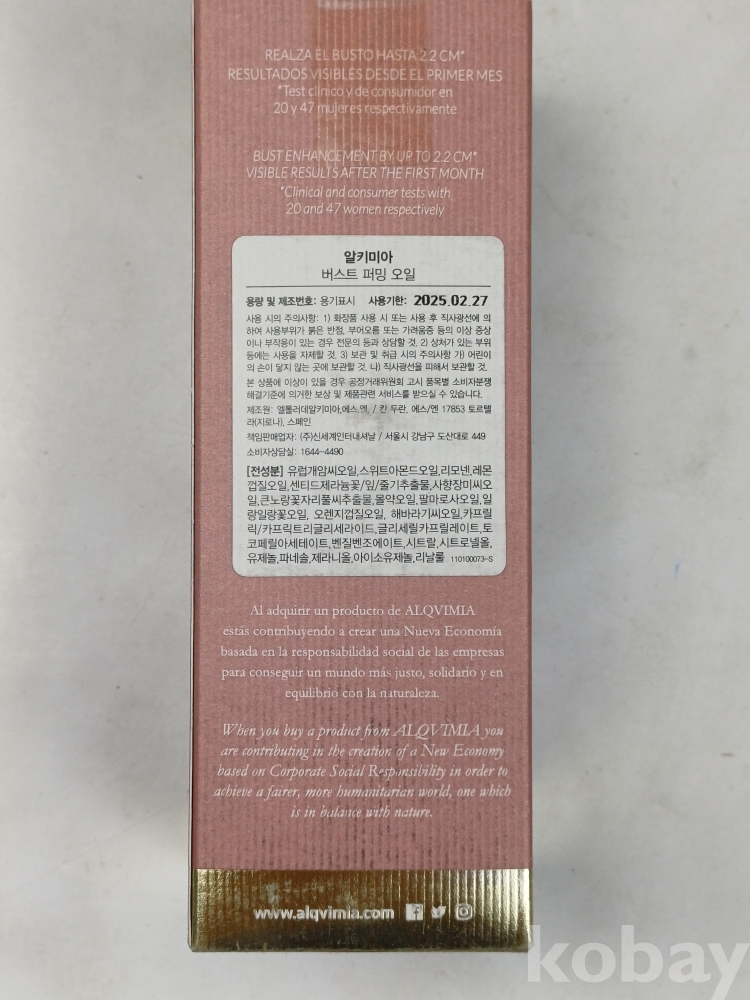 REALZA EL BUSTO HASTA 2.2 CM*
RESULTADOS VISIBLES DESDE EL PRIMER MES
*Test clínico y de consumidor en
20 y 47 mujeres respectivamente
BUST ENHANCEMENT BY UP TO 2.2 CM*
VISIBLE RESULTS AFTER THE FIRST MONTH
*Clinical and consumer tests with
20 and 47 women respectively
알키미아
버스트 퍼밍 오일
용량 및 제조번호: 용기표시 사용기한: 2025.02.27
사용 시의 주의사항: 1) 화장품 사용 시 또는 사용 후 직사광선에 의
하여 사용부위가 붉은 반점, 부어오름 또는 가려움증 등의 이상 증상
이나 부작용이 있는 경우 전문의 등과 상담할 것. 2) 상처가 있는 부위
등에는 사용을 자제할 것. 3) 보관 및 취급 시의 주의사항 가) 어린이
의 손이 닿지 않는 곳에 보관할 것. 나) 직사광선을 피해서 보관할 것.
본 상품에 이상이 있을 경우 공정거래위원회 고시 품목별 소비자분쟁
해결기준에 의거한 보상 및 제품관련 서비스를 받으실 수 있습니다.
제조원: 엘롤러데알키미아,에스.엔. / 칸 두란, 에스/엔 17853 토르텔
라(지로나), 스페인
책임판매업자: (주)신세계인터내셔날 / 서울시 강남구 도산대로 449
소비자상담실: 1644-4490
[전성분] 유럽개암씨오일,스위트아몬드오일,리모넨,레몬
껍질오일,센티드제라늄꽃/잎/줄기추출물,사향장미씨오
일,큰노랑꽃자리풀씨추출물,몰약오일,팔마로사오일,일
랑일랑꽃오일, 오렌지껍질오일, 해바라기씨오일,카프릴
릭/카프릭트리글리세라이드,글리세릴카프릴레이트,토
코페릴아세테이트,벤질벤조에이트,시트랄,시트로넬올,
유제놀,파네솔,제라니올,아이소유제놀,리날룰 110100073-S
Al adquirir un producto de ALQVIMIA
estás contribuyendo a crear una Nueva Economía
basada en la responsabilidad social de las empresas
para conseguir un mundo más justo, solidario y en
equilibrio con la naturaleza.
When you buy a product from ALQVIMIA you
are contributing in the creation of a New Economy
based on Corporate Social Responsibility in order to
achieve a fairer, more humanitarian world, one which
is in balance with nature.
www.alqvimia.com
kobay